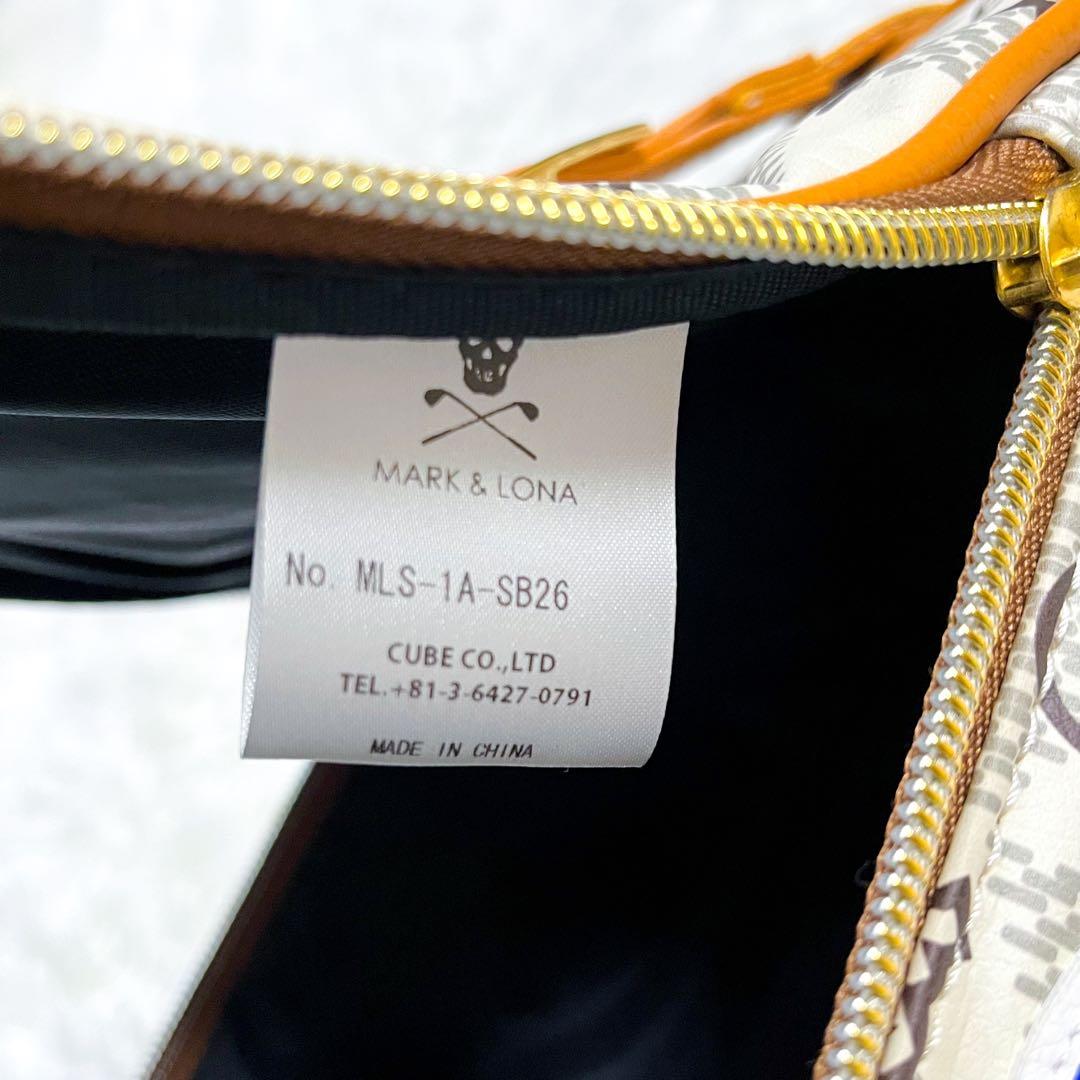 MARK & LONA
No. MLS-1A-SB26
CUBE CO.,LTD
TEL.+81-3-6427-0791
MADE IN CHINA